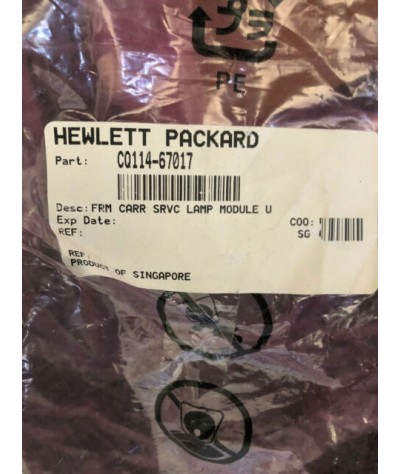 プラ
PE
HEWLETT PACKARD
Part: CQ114-67017
Desc:FRM CARR SRVC LAMP MODULE U
Exp Date:
COO:
REF:
SG
REF:
PRODUCT OF SINGAPORE